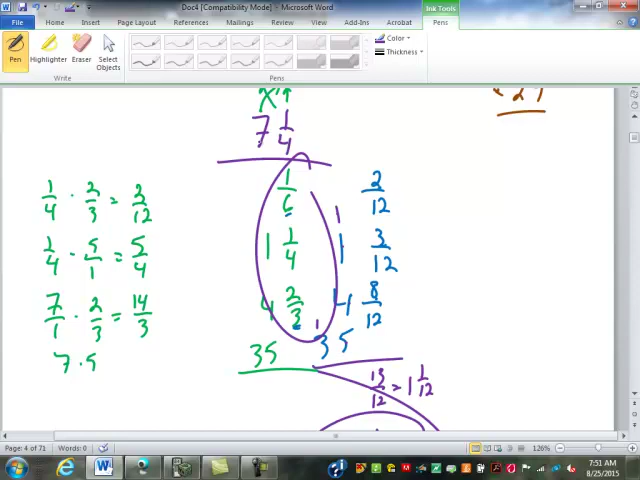 Doc4 [Compatibility Mode] - Microsoft Word
Ink Tools
File Home Insert Page Layout References Mailings Review View Add-Ins Acrobat Pens
Pen
Highlighter
Eraser
Select Objects
Color
Thickness
Write
Pens
7 1/4
1/4 · 2/3 = 2/12
1/4 · 5/1 = 5/4
7/1 · 2/3 = 14/3
7 · 5
1/6
1 1/4
4 2/3
35
2/12
1 3/12
4 8/12
35
13/12 = 1 1/12
Page: 4 of 71 Words: 0 126%
7:51 AM
8/25/2015